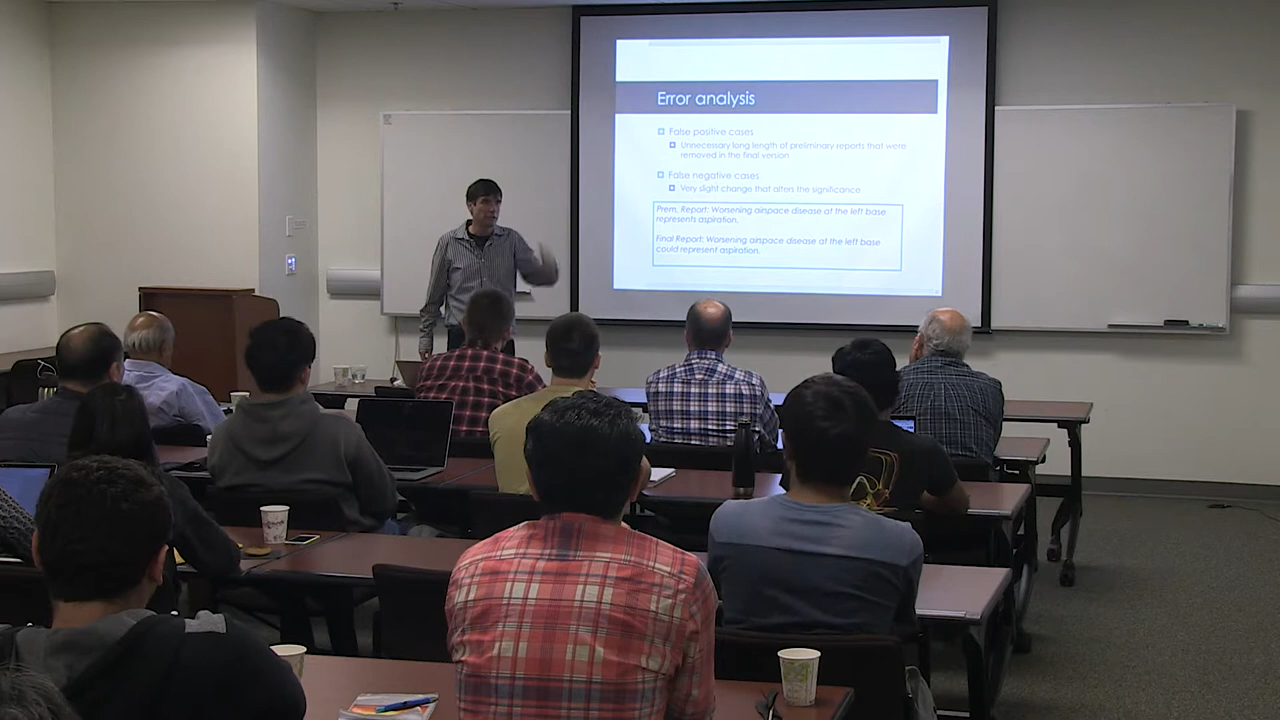 Error analysis
False positive cases
Unnecessary long length of preliminary reports that were
removed in the final version
False negative cases
Very slight change that alters the significance
Prem. Report: Worsening airspace disease at the left base
represents aspiration.
Final Report: Worsening airspace disease at the left base
could represent aspiration.